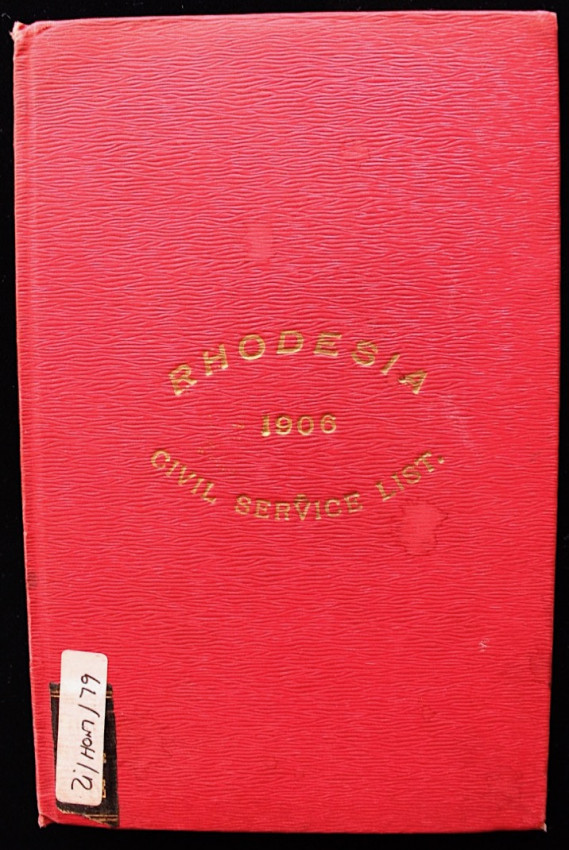 RHODESIA
1906
CIVIL SERVICE LIST.